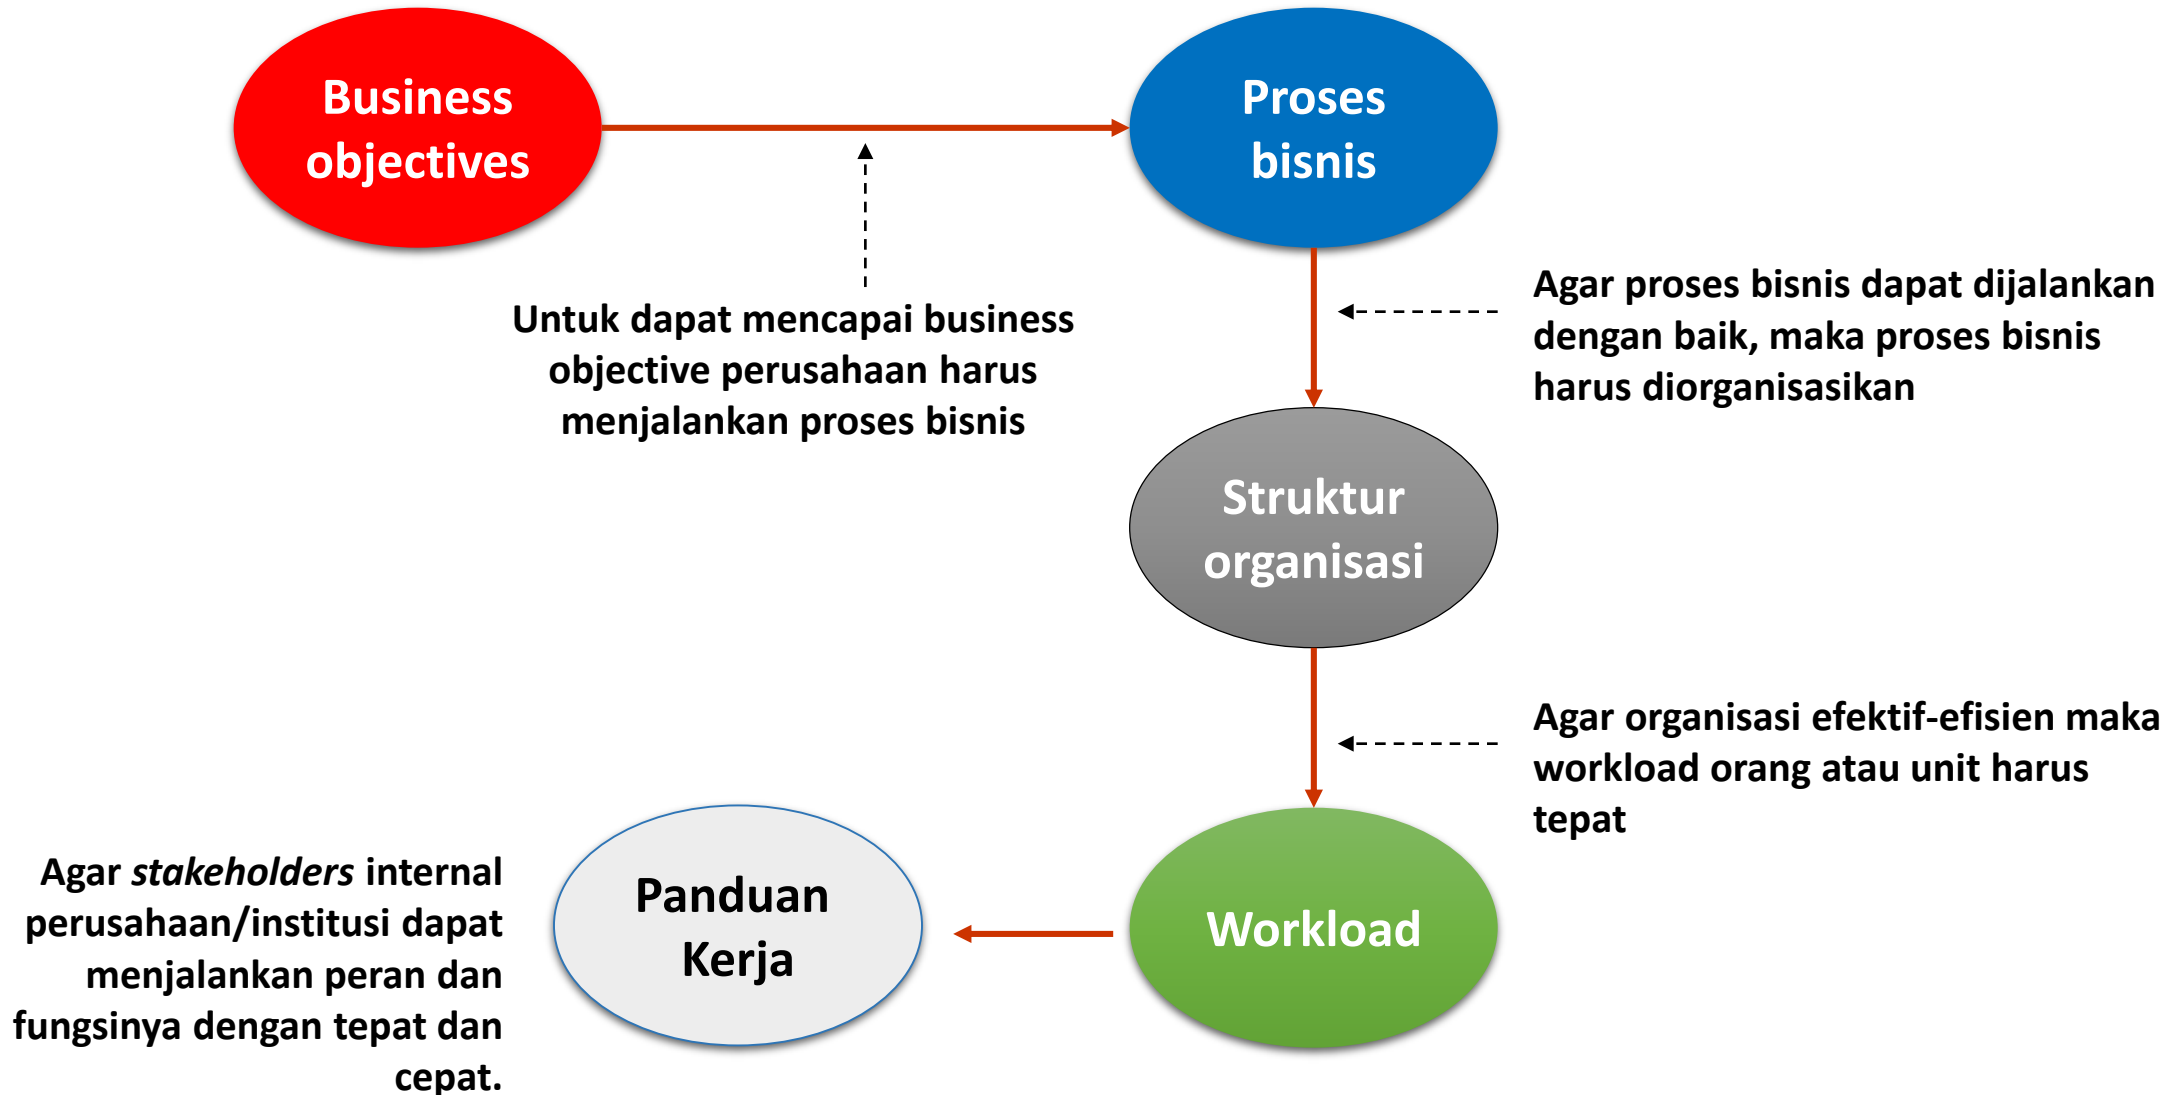 Business
objectives
Proses
bisnis
Untuk dapat mencapai business
objective perusahaan harus
menjalankan proses bisnis
Agar proses bisnis dapat dijalankan
dengan baik, maka proses bisnis
harus diorganisasikan
Struktur
organisasi
Agar organisasi efektif-efisien maka
workload orang atau unit harus
tepat
Workload
Panduan
Kerja
Agar stakeholders internal
perusahaan/institusi dapat
menjalankan peran dan
fungsinya dengan tepat dan
cepat.